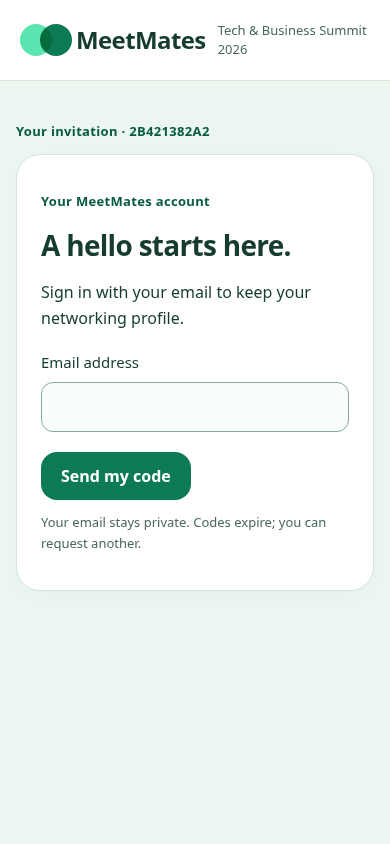 MeetMates
Tech & Business Summit
2026
Your invitation · 2B421382A2
Your MeetMates account
A hello starts here.
Sign in with your email to keep your
networking profile.
Email address
Send my code
Your email stays private. Codes expire; you can
request another.